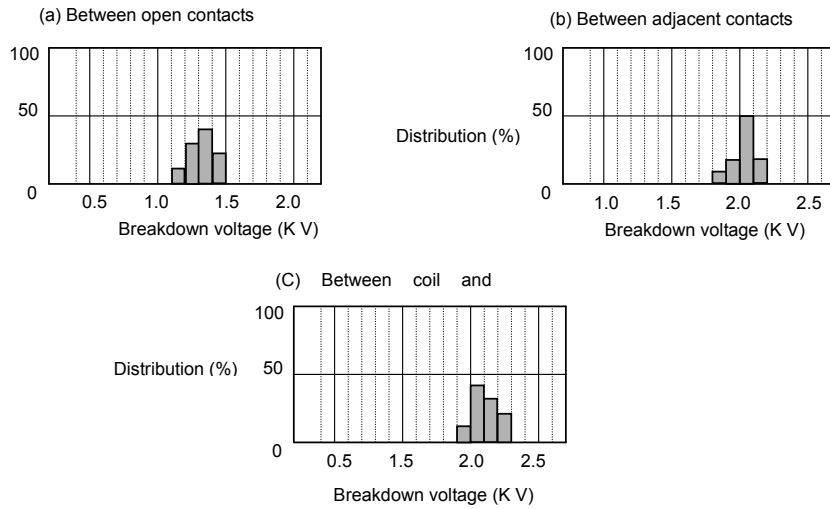 (a) Between open contacts
100
50
0
0.5 1.0 1.5 2.0
Breakdown voltage (K V)
(b) Between adjacent contacts
Distribution (%)
100
50
0
1.0 1.5 2.0 2.5
Breakdown voltage (K V)
(C) Between coil and
Distribution (%)
100
50
0
0.5 1.5 2.0 2.5
Breakdown voltage (K V)